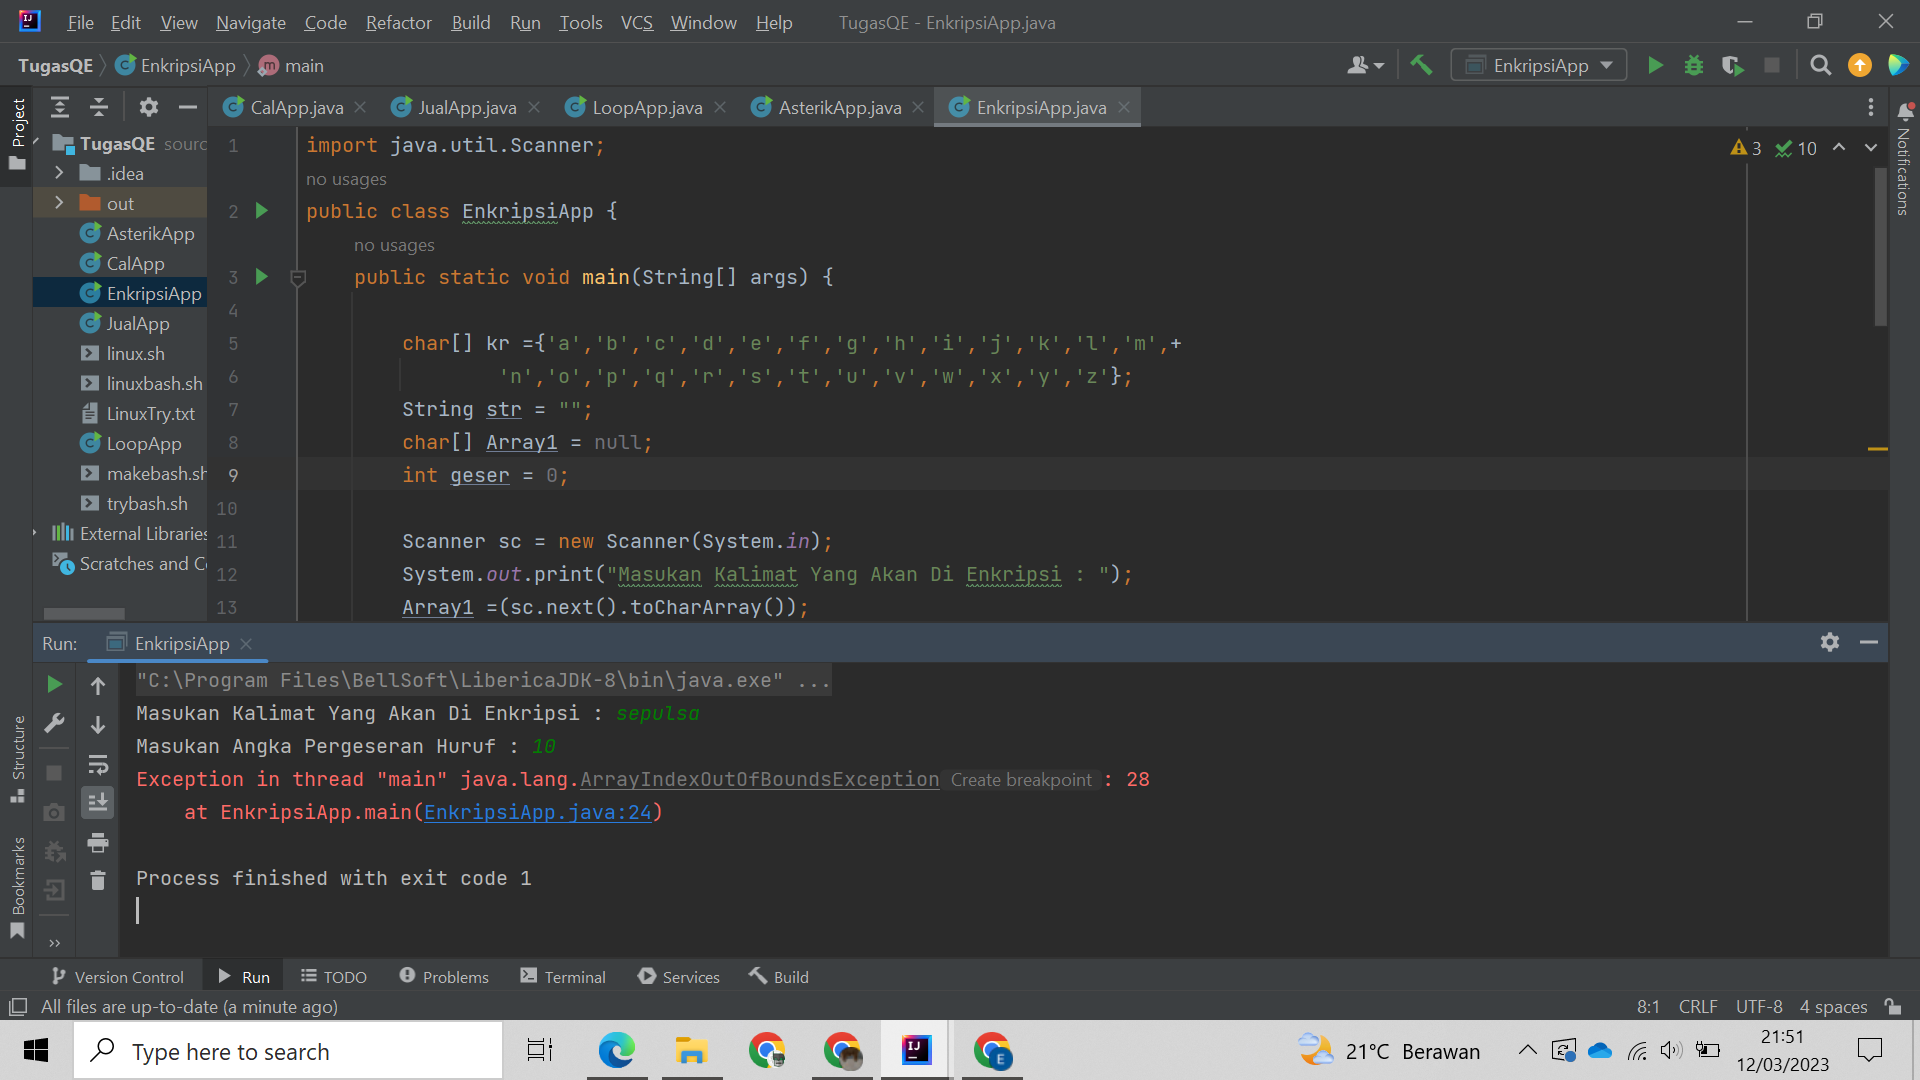 File Edit View Navigate Code Refactor Build Run Tools VCS Window Help TugasQE - EnkripsiApp.java
TugasQE EnkripsiApp main EnkripsiApp
Project
CalApp.java JualApp.java LoopApp.java AsterikApp.java EnkripsiApp.java
TugasQE sourc
.idea
out
AsterikApp
CalApp
EnkripsiApp
JualApp
linux.sh
linuxbash.sh
LinuxTry.txt
LoopApp
makebash.sh
trybash.sh
External Libraries
Scratches and Co
3 10
Notifications
1 import java.util.Scanner;
no usages
2 public class EnkripsiApp {
no usages
3 public static void main(String[] args) {
4
5 char[] kr ={'a','b','c','d','e','f','g','h','i','j','k','l','m',+
6 'n','o','p','q','r','s','t','u','v','w','x','y','z'};
7 String str = "";
8 char[] Array1 = null;
9 int geser = 0;
10
11 Scanner sc = new Scanner(System.in);
12 System.out.print("Masukan Kalimat Yang Akan Di Enkripsi : ");
13 Array1 =(sc.next().toCharArray());
Run: EnkripsiApp
"C:\Program Files\BellSoft\LibericaJDK-8\bin\java.exe" ...
Masukan Kalimat Yang Akan Di Enkripsi : sepulsa
Masukan Angka Pergeseran Huruf : 10
Exception in thread "main" java.lang.ArrayIndexOutOfBoundsException Create breakpoint : 28
at EnkripsiApp.main(EnkripsiApp.java:24)
Process finished with exit code 1
Structure
Bookmarks
Version Control Run TODO Problems Terminal Services Build
All files are up-to-date (a minute ago) 8:1 CRLF UTF-8 4 spaces
Type here to search 21°C Berawan 21:51
12/03/2023